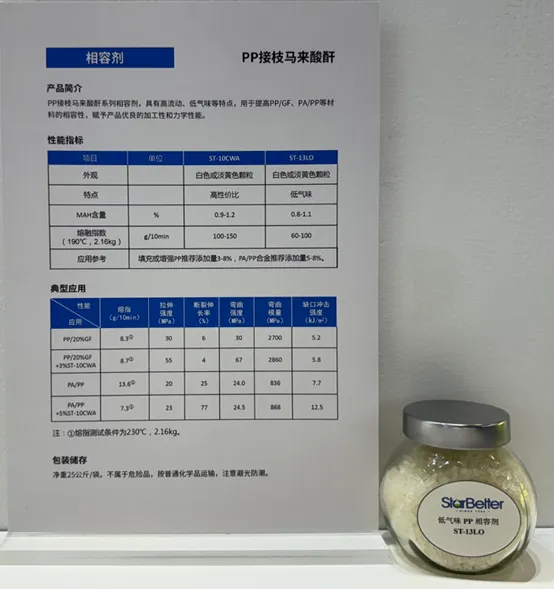 相容剂
PP接枝马来酸酐
产品简介
PP接枝马来酸酐系列相容剂，具有高流动、低气味等特点，用于提高PP/GF、PA/PP等材
料的相容性，赋予产品优良的加工性和力学性能。
性能指标
项目 单位 ST-10CWA ST-13LO
外观 白色或淡黄色颗粒 白色或淡黄色颗粒
特点 高性价比 低气味
MAH含量 % 0.9-1.2 0.8-1.1
熔融指数
（190℃，2.16kg） g/10min 100-150 60-100
应用参考 填充或增强PP推荐添加量3-8%，PA/PP合金推荐添加量5-8%。
典型应用
性能
应用
熔指
（g/10min）
拉伸
强度
（MPa）
断裂伸
长率
（%）
弯曲
强度
（MPa）
弯曲
模量
（MPa）
缺口冲击
强度
（kJ/m²）
PP/20%GF 8.3① 30 6 30 2700 5.2
PP/20%GF
+3%ST-10CWA 8.7① 55 4 67 2860 5.8
PA/PP 13.6① 20 25 24.0 836 7.7
PA/PP
+5%ST-10CWA 7.3① 23 77 24.5 868 12.5
注：①熔指测试条件为230℃，2.16kg。
包装储存
净重25公斤/袋。不属于危险品，按普通化学品运输，注意避光防潮。
StarBetter
低气味 PP 相容剂
ST-13LO